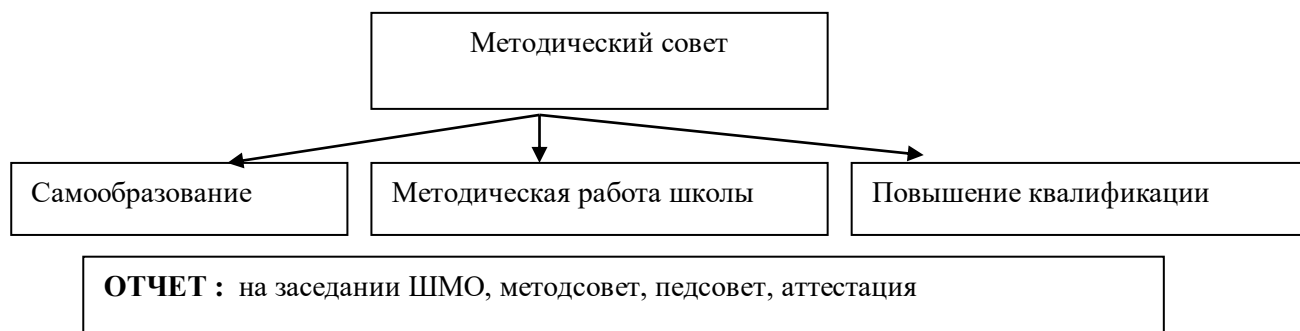 Методический совет
Самообразование
Методическая работа школы
Повышение квалификации
ОТЧЕТ : на заседании ШМО, методсовет, педсовет, аттестация